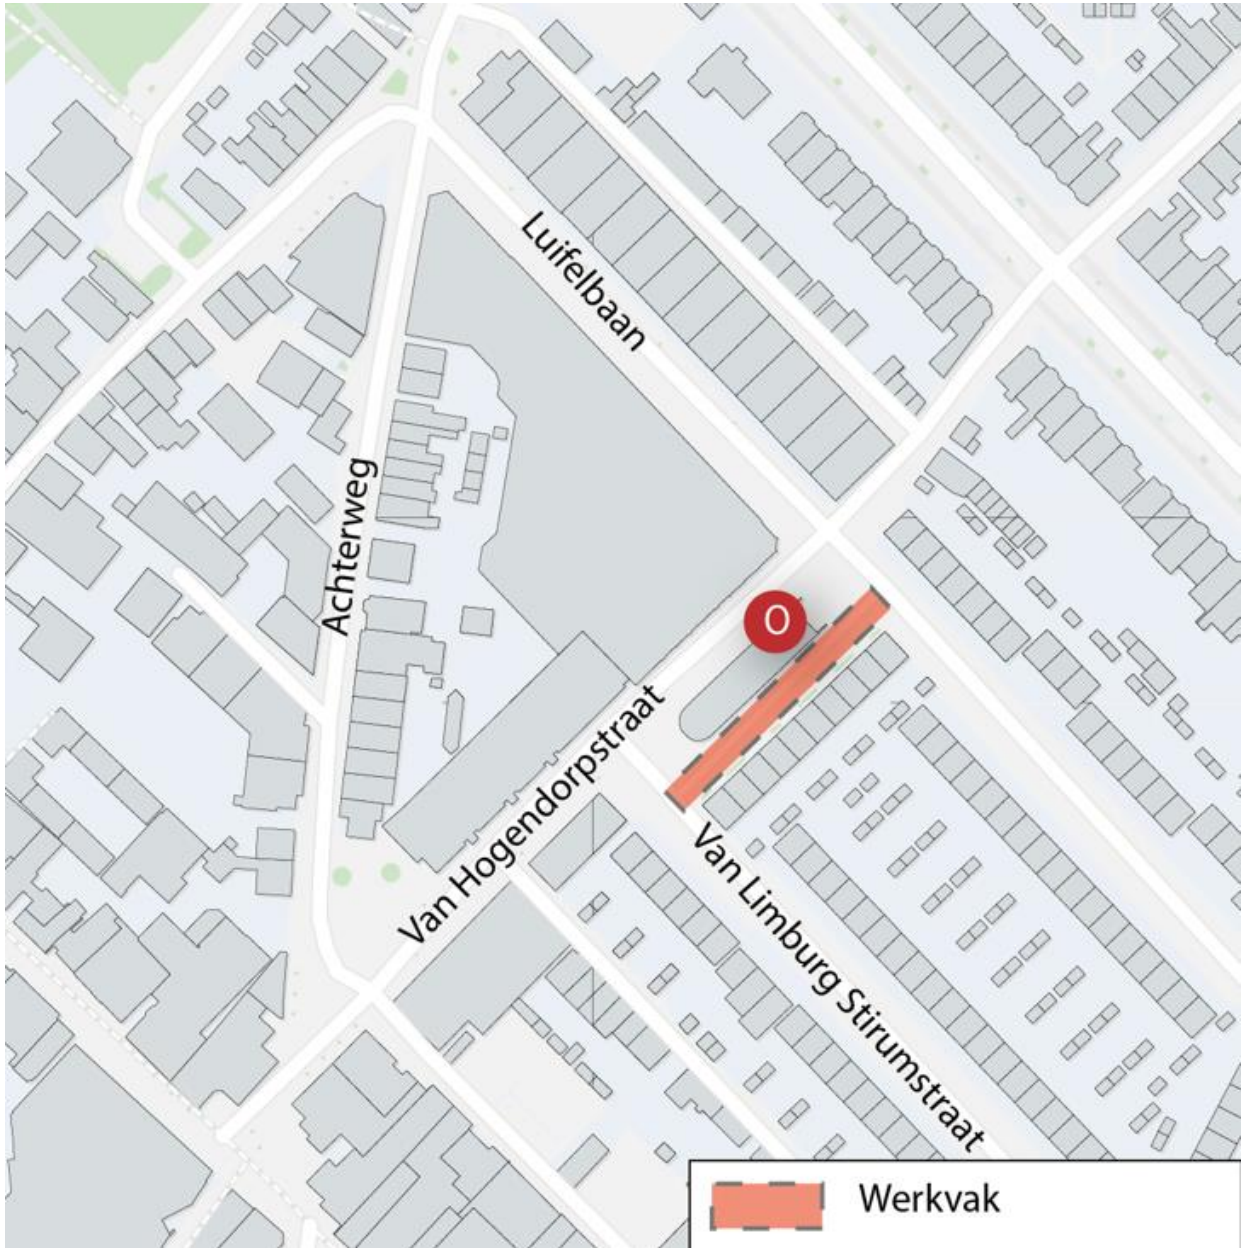 Luifelbaan
Achterweg
O
Van Hogendorpstraat
Van Limburg Stirumstraat
Werkvak